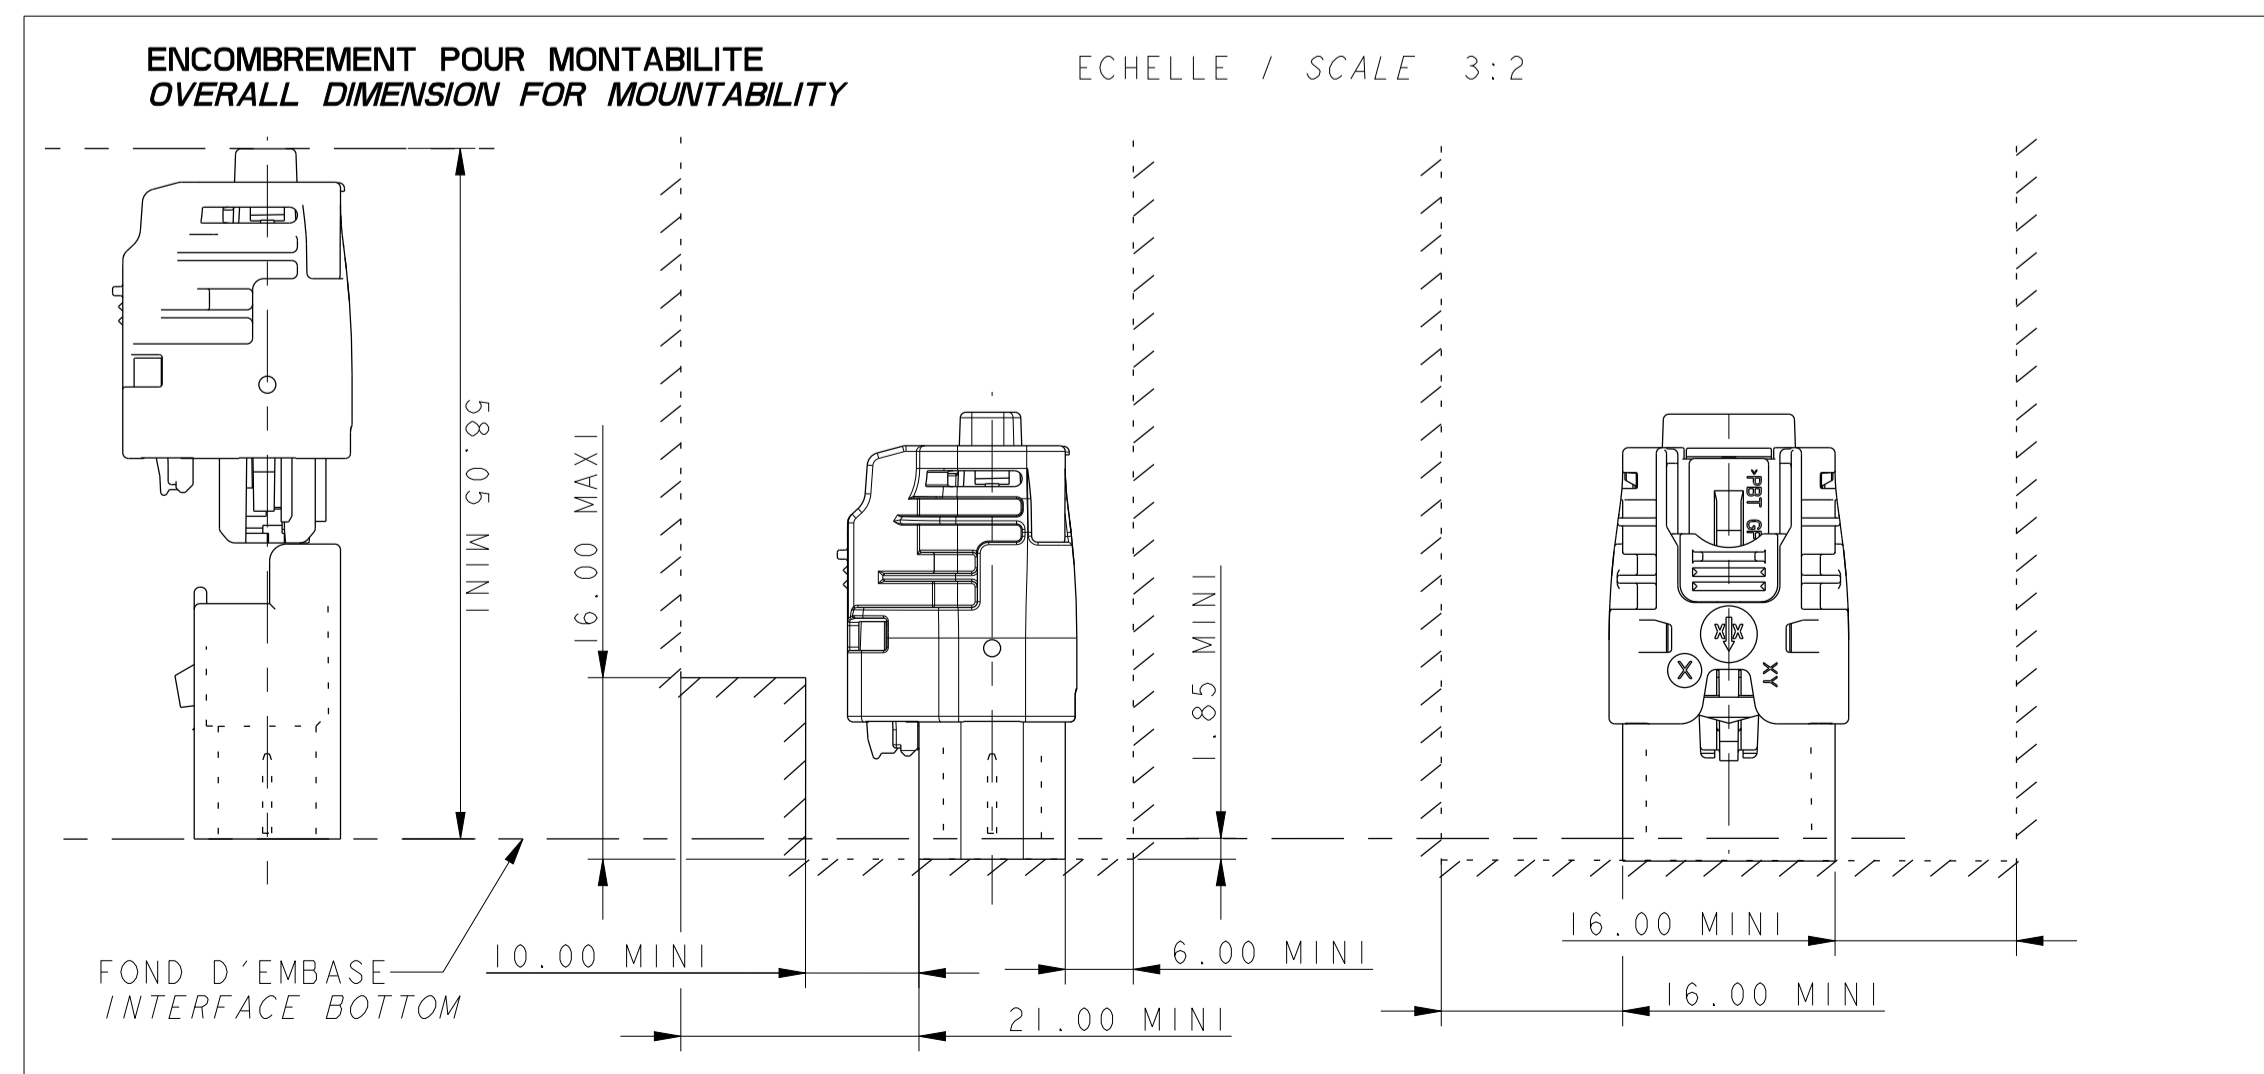 ENCOMBREMENT POUR MONTABILITE
OVERALL DIMENSION FOR MOUNTABILITY
ECHELLE / SCALE 3:2
58.05 MINI
16.00 MAXI
1.85 MINI
>PBT GF
X
X
X
XY
10.00 MINI
6.00 MINI
21.00 MINI
16.00 MINI
16.00 MINI
FOND D'EMBASE
INTERFACE BOTTOM